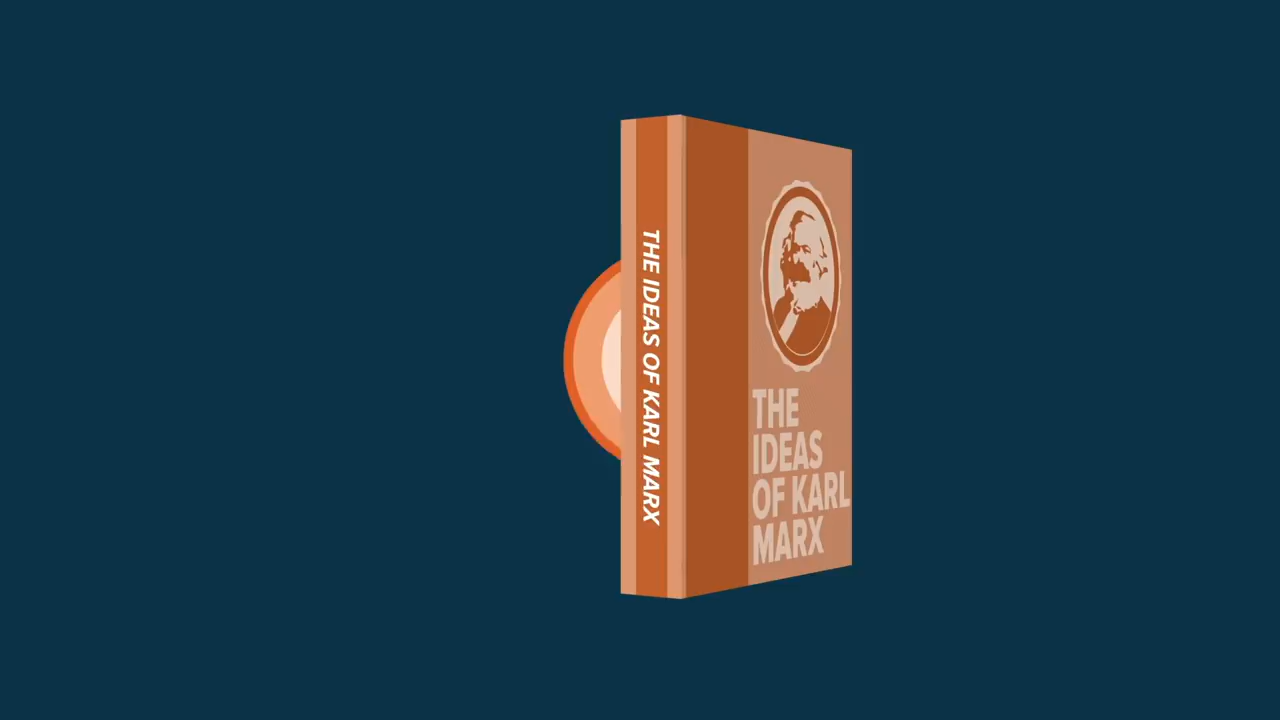 THE IDEAS OF KARL MARX
THE
IDEAS
OF KARL
MARX